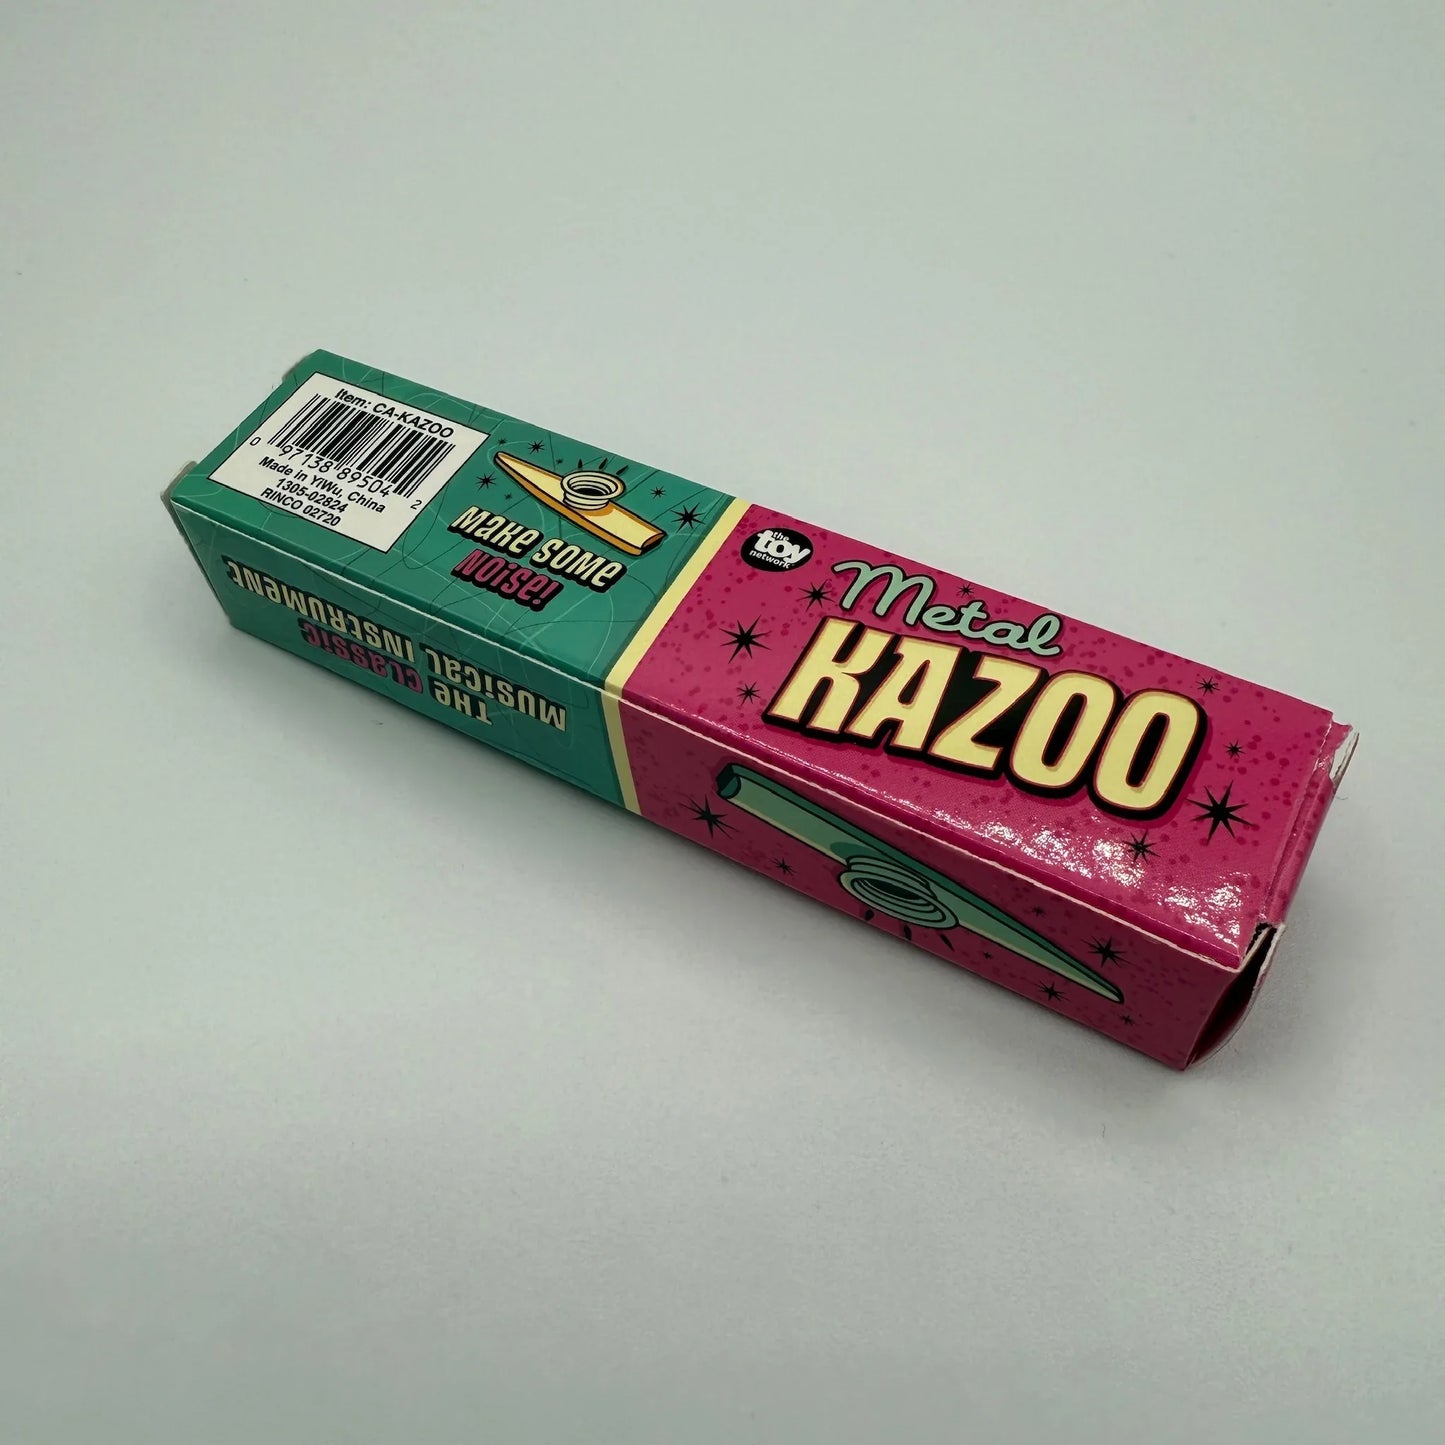 Item: CA-KAZOO
0 97138 89504 2
Made in YiWu, China
1305-02824
RINCO 02720
MaKe SOMe
NOiSe!
THe CLaSSiC
MUSiCaL INStRUMeNt
the
toy
network
Metal
KAZOO